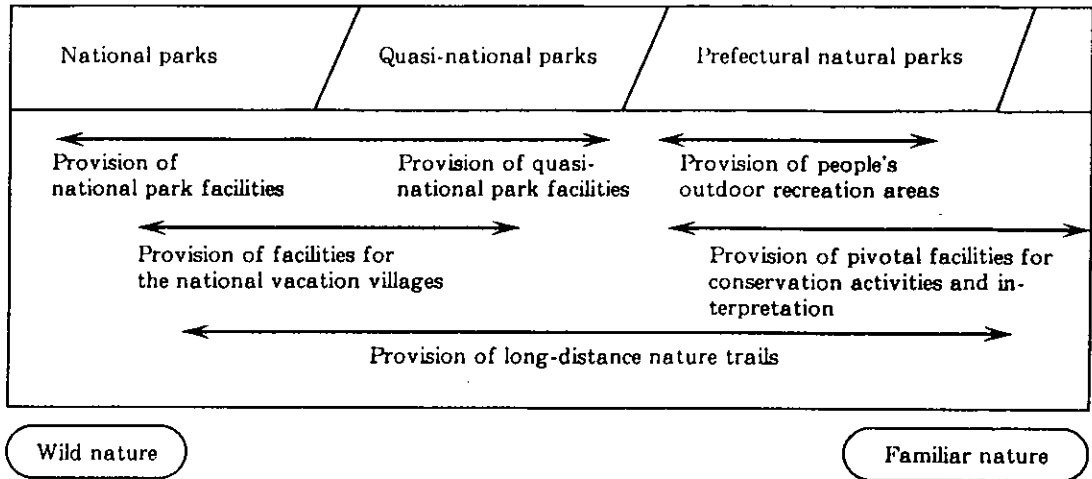 National parks
Quasi-national parks
Prefectural natural parks
Provision of
national park facilities
Provision of quasi-
national park facilities
Provision of people's
outdoor recreation areas
Provision of facilities for
the national vacation villages
Provision of pivotal facilities for
conservation activities and in-
terpretation
Provision of long-distance nature trails
Wild nature
Familiar nature